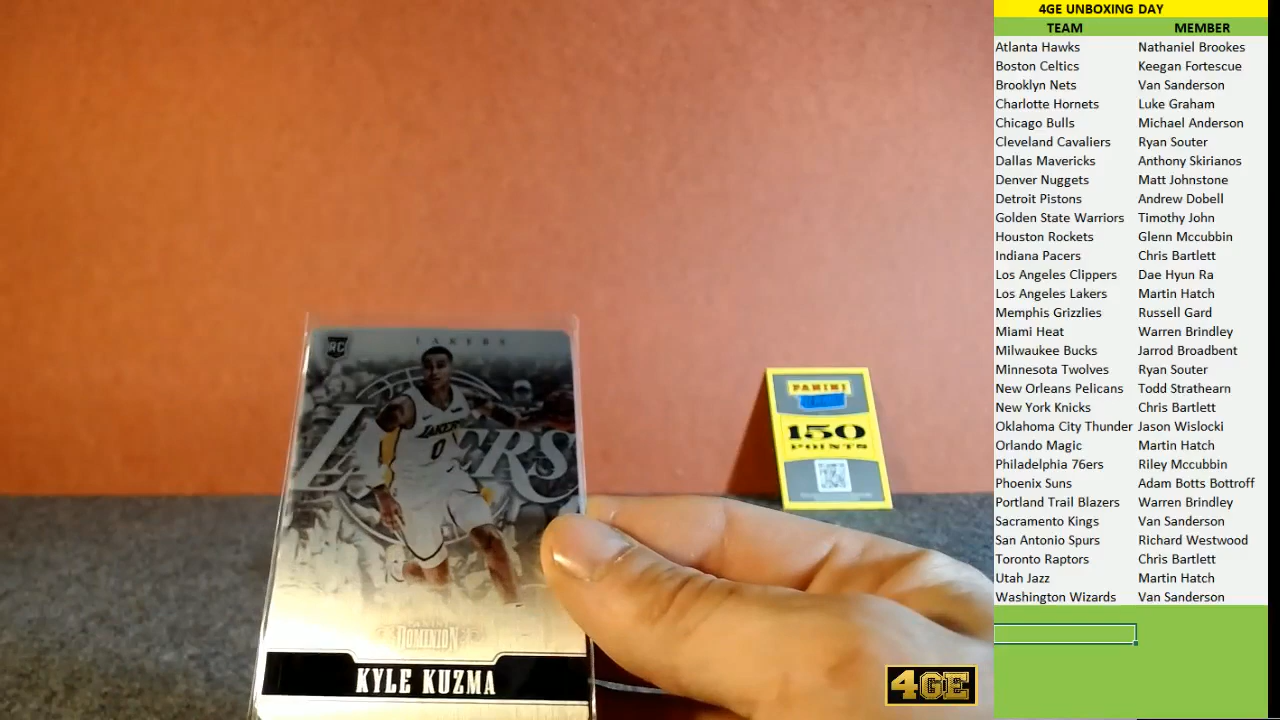 4GE UNBOXING DAY
TEAM MEMBER
Atlanta Hawks Nathaniel Brookes
Boston Celtics Keegan Fortescue
Brooklyn Nets Van Sanderson
Charlotte Hornets Luke Graham
Chicago Bulls Michael Anderson
Cleveland Cavaliers Ryan Souter
Dallas Mavericks Anthony Skirianos
Denver Nuggets Matt Johnstone
Detroit Pistons Andrew Dobell
Golden State Warriors Timothy John
Houston Rockets Glenn Mccubbin
Indiana Pacers Chris Bartlett
Los Angeles Clippers Dae Hyun Ra
Los Angeles Lakers Martin Hatch
Memphis Grizzlies Russell Gard
Miami Heat Warren Brindley
Milwaukee Bucks Jarrod Broadbent
Minnesota Twolves Ryan Souter
New Orleans Pelicans Todd Strathearn
New York Knicks Chris Bartlett
Oklahoma City Thunder Jason Wislocki
Orlando Magic Martin Hatch
Philadelphia 76ers Riley Mccubbin
Phoenix Suns Adam Botts Bottroff
Portland Trail Blazers Warren Brindley
Sacramento Kings Van Sanderson
San Antonio Spurs Richard Westwood
Toronto Raptors Chris Bartlett
Utah Jazz Martin Hatch
Washington Wizards Van Sanderson
RC
LAKERS
LAKERS
LAKERS
0
PANINI
DOMINION
KYLE KUZMA
PANINI
150
POINTS
4GE